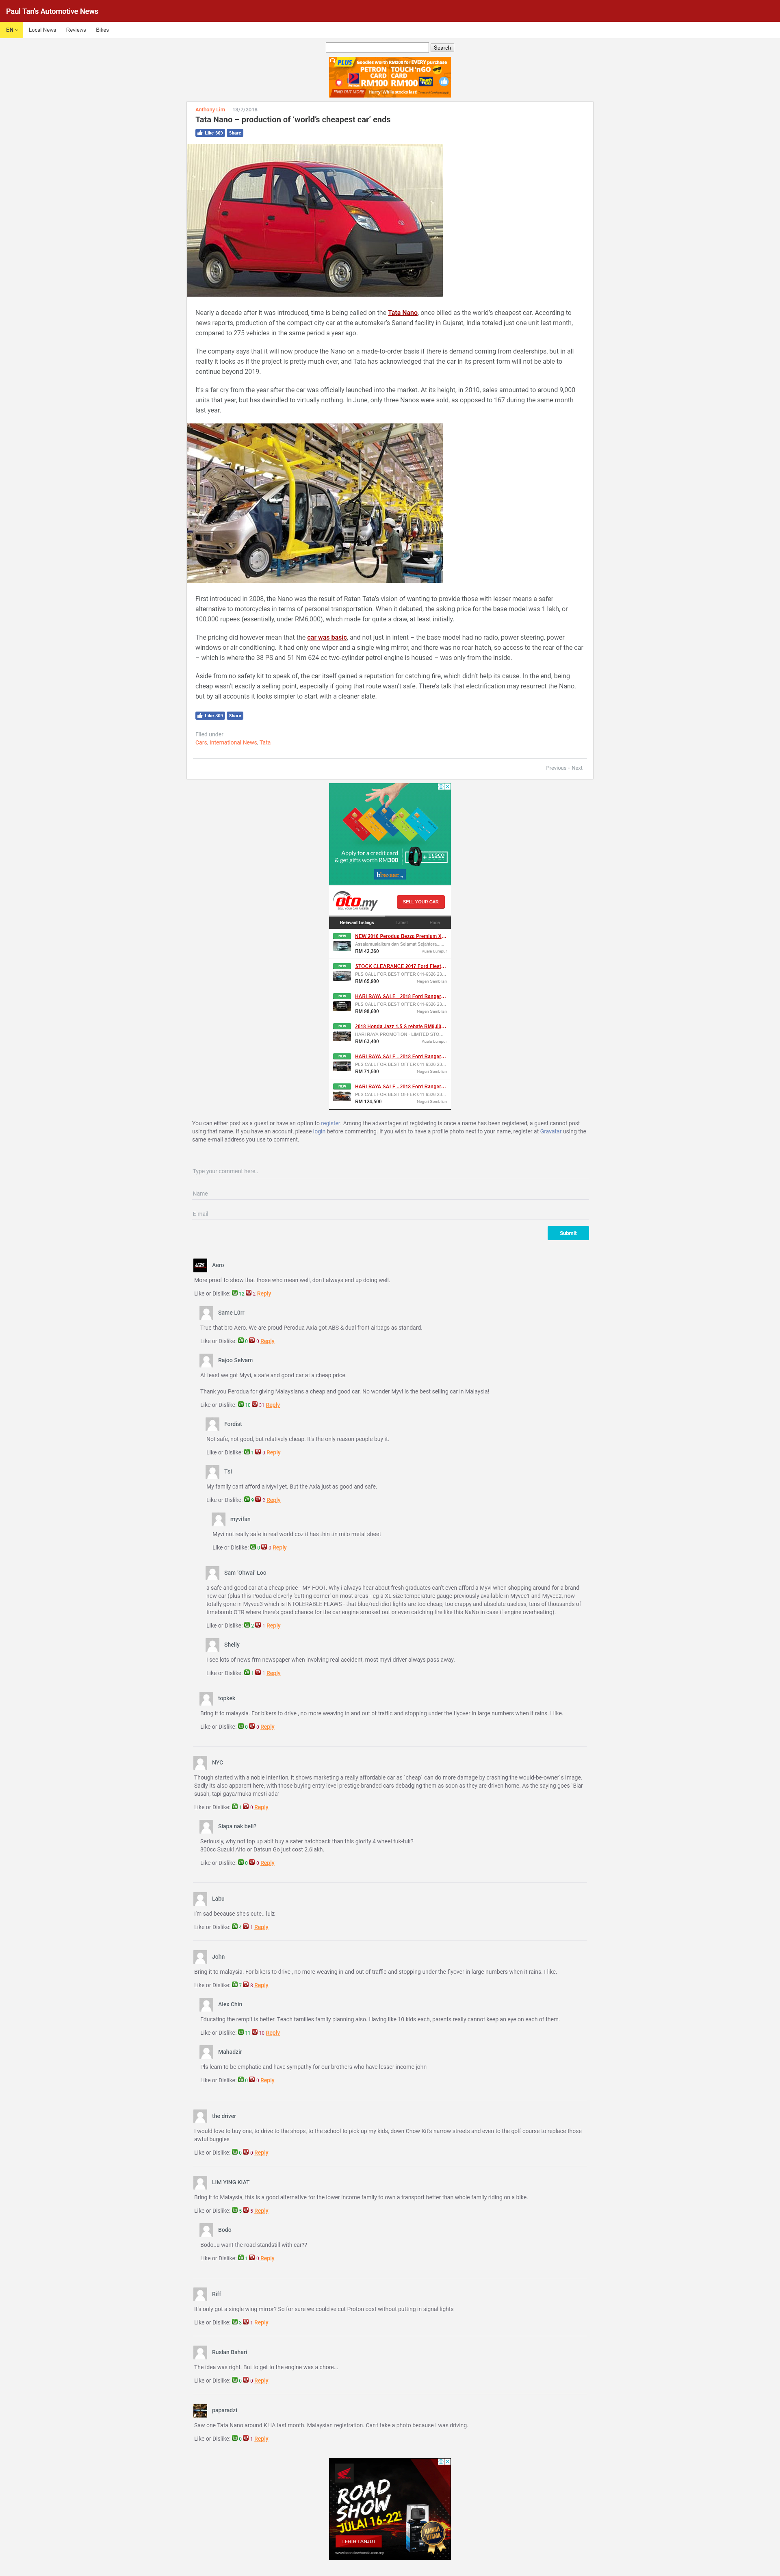 Paul Tan's Automotive News
EN
Local News
Reviews
Bikes
Search
PLUS
Benefits worth RM200 for EVERY purchase
PETRON CARD RM100
TOUCH 'nGO CARD RM100
FIND OUT MORE
Hurry! While stocks last!
Anthony Lim 13/7/2018
Tata Nano – production of ‘world’s cheapest car’ ends
Like 389 Share
Nearly a decade after it was introduced, time is being called on the Tata Nano, once billed as the world’s cheapest car. According to
news reports, production of the compact city car at the automaker’s Sanand facility in Gujarat, India totaled just one unit last month,
compared to 275 vehicles in the same period a year ago.
The company says that it will now produce the Nano on a made-to-order basis if there is demand coming from dealerships, but in all
reality it looks as if the project is pretty much over, and Tata has acknowledged that the car in its present form will not be able to
continue beyond 2019.
It’s a far cry from the year after the car was officially launched into the market. At its height, in 2010, sales amounted to around 9,000
units that year, but has dwindled to virtually nothing. In June, only three Nanos were sold, as opposed to 167 during the same month
last year.
First introduced in 2008, the Nano was the result of Ratan Tata’s vision of wanting to provide those with lesser means a safer
alternative to motorcycles in terms of personal transportation. When it debuted, the asking price for the base model was 1 lakh, or
100,000 rupees (essentially, under RM6,000), which made for quite a draw, at least initially.
The pricing did however mean that the car was basic, and not just in intent – the base model had no radio, power steering, power
windows or air conditioning. It had only one wiper and a single wing mirror, and there was no rear hatch, so access to the rear of the car
– which is where the 38 PS and 51 Nm 624 cc two-cylinder petrol engine is housed – was only from the inside.
Aside from no safety kit to speak of, the car itself gained a reputation for catching fire, which didn’t help its cause. In the end, being
cheap wasn’t exactly a selling point, especially if going that route wasn’t safe. There’s talk that electrification may resurrect the Nano,
but by all accounts it looks simpler to start with a cleaner slate.
Like 389 Share
Filed under
Cars, International News, Tata
Previous - Next
Apply for a credit card
& get gifts worth RM300
TESCO
oto.my
SELL YOUR CAR
Relevant Listings Latest Price
NEW
NEW 2018 Perodua Bezza Premium X...
Assalamualaikum dan Selamat Sejahtera ...
RM 42,360 Kuala Lumpur
NEW
STOCK CLEARANCE 2017 Ford Fiest...
PLS CALL FOR BEST OFFER 011-6326 23...
RM 65,900 Negeri Sembilan
NEW
HARI RAYA SALE - 2018 Ford Ranger...
PLS CALL FOR BEST OFFER 011-6326 23...
RM 98,600 Negeri Sembilan
NEW
2018 Honda Jazz 1.5 S rebate RM9,00...
HARI RAYA PROMOTION - LIMITED STO...
RM 63,400 Kuala Lumpur
NEW
HARI RAYA SALE - 2018 Ford Ranger...
PLS CALL FOR BEST OFFER 011-6326 23...
RM 71,500 Negeri Sembilan
NEW
HARI RAYA SALE - 2018 Ford Ranger...
PLS CALL FOR BEST OFFER 011-6326 23...
RM 124,500 Negeri Sembilan
You can either post as a guest or have an option to register. Among the advantages of registering is once a name has been registered, a guest cannot post
using that name. If you have an account, please login before commenting. If you wish to have a profile photo next to your name, register at Gravatar using the
same e-mail address you use to comment.
Type your comment here..
Name
E-mail
Submit
Aero
More proof to show that those who mean well, don't always end up doing well.
Like or Dislike: 12 2 Reply
Same L0rr
True that bro Aero. We are proud Perodua Axia got ABS & dual front airbags as standard.
Like or Dislike: 0 0 Reply
Rajoo Selvam
At least we got Myvi, a safe and good car at a cheap price.
Thank you Perodua for giving Malaysians a cheap and good car. No wonder Myvi is the best selling car in Malaysia!
Like or Dislike: 10 31 Reply
Fordist
Not safe, not good, but relatively cheap. It's the only reason people buy it.
Like or Dislike: 1 0 Reply
Tsi
My family cant afford a Myvi yet. But the Axia just as good and safe.
Like or Dislike: 9 2 Reply
myvifan
Myvi not really safe in real world coz it has thin tin milo metal sheet
Like or Dislike: 0 0 Reply
Sam 'Ohwai' Loo
a safe and good car at a cheap price - MY FOOT. Why i always hear about fresh graduates can't even afford a Myvi when shopping around for a brand
new car (plus this Poodua cleverly 'cutting corner' on most areas - eg a XL size temperature gauge previously available in Myvee1 and Myvee2, now
totally gone in Myvee3 which is INTOLERABLE FLAWS - that blue/red idiot lights are too cheap, too crappy and absolute useless, tens of thousands of
timebomb OTR where there's good chance for the car engine smoked out or even catching fire like this NaNo in case if engine overheating).
Like or Dislike: 2 1 Reply
Shelly
I see lots of news frm newspaper when involving real accident, most myvi driver always pass away.
Like or Dislike: 1 1 Reply
topkek
Bring it to malaysia. For bikers to drive , no more weaving in and out of traffic and stopping under the flyover in large numbers when it rains. I like.
Like or Dislike: 0 0 Reply
NYC
Though started with a noble intention, it shows marketing a really affordable car as `cheap` can do more damage by crashing the would-be-owner`s image.
Sadly its also apparent here, with those buying entry level prestige branded cars debadging them as soon as they are driven home. As the saying goes `Biar
susah, tapi gaya/muka mesti ada`
Like or Dislike: 1 0 Reply
Siapa nak beli?
Seriously, why not top up abit buy a safer hatchback than this glorify 4 wheel tuk-tuk?
800cc Suzuki Alto or Datsun Go just cost 2.6lakh.
Like or Dislike: 0 0 Reply
Labu
I'm sad because she's cute.. lulz
Like or Dislike: 4 1 Reply
John
Bring it to malaysia. For bikers to drive , no more weaving in and out of traffic and stopping under the flyover in large numbers when it rains. I like.
Like or Dislike: 7 8 Reply
Alex Chin
Educating the rempit is better. Teach families family planning also. Having like 10 kids each, parents really cannot keep an eye on each of them.
Like or Dislike: 11 10 Reply
Mahadzir
Pls learn to be emphatic and have sympathy for our brothers who have lesser income john
Like or Dislike: 0 0 Reply
the driver
I would love to buy one, to drive to the shops, to the school to pick up my kids, down Chow Kit's narrow streets and even to the golf course to replace those
awful buggies
Like or Dislike: 0 0 Reply
LIM YING KIAT
Bring it to Malaysia, this is a good alternative for the lower income family to own a transport better than whole family riding on a bike.
Like or Dislike: 5 5 Reply
Bodo
Bodo..u want the road standstill with car??
Like or Dislike: 1 0 Reply
Riff
It's only got a single wing mirror? So for sure we could've cut Proton cost without putting in signal lights
Like or Dislike: 3 1 Reply
Ruslan Bahari
The idea was right. But to get to the engine was a chore...
Like or Dislike: 0 0 Reply
paparadzi
Saw one Tata Nano around KLIA last month. Malaysian registration. Can't take a photo because I was driving.
Like or Dislike: 0 1 Reply
ROAD
SHOW
JULAI 16-22
LEBIH LANJUT